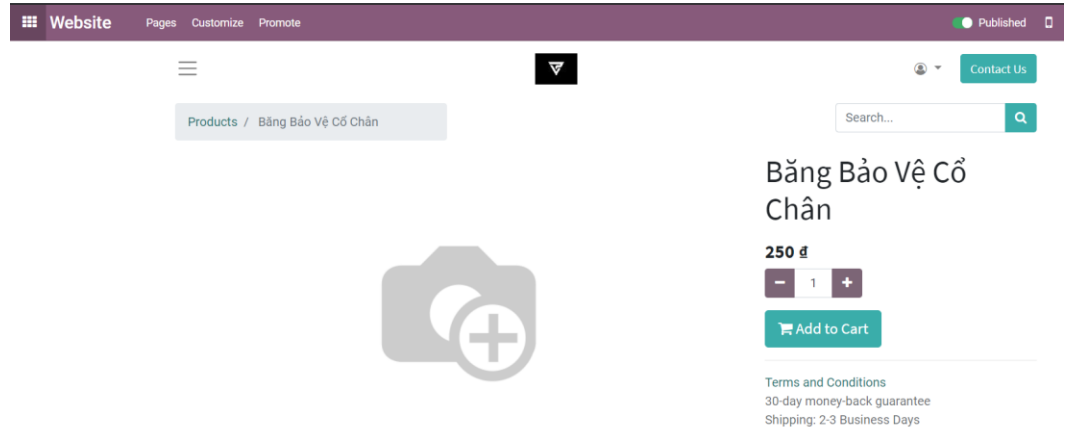 Website Pages Customize Promote Published
Contact Us
Products / Băng Bảo Vệ Cổ Chân Search...
Băng Bảo Vệ Cổ
Chân
250 ₫
− 1 +
Add to Cart
Terms and Conditions
30-day money-back guarantee
Shipping: 2-3 Business Days